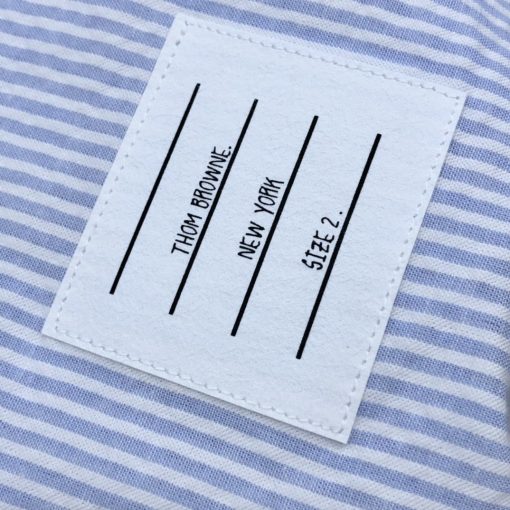 THOM BROWNE.
NEW YORK
SIZE 2.